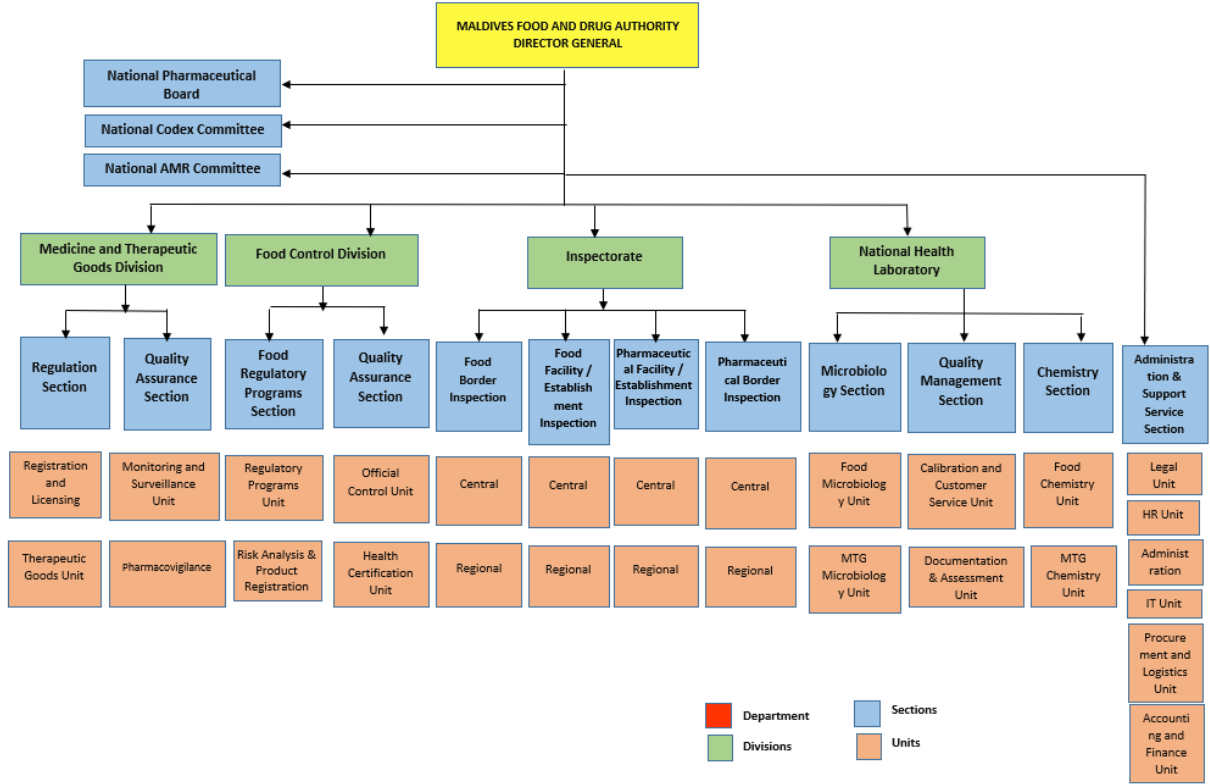 MALDIVES FOOD AND DRUG AUTHORITY
DIRECTOR GENERAL
National Pharmaceutical
Board
National Codex Committee
National AMR Committee
Medicine and Therapeutic
Goods Division
Food Control Division
Inspectorate
National Health
Laboratory
Regulation
Section
Quality
Assurance
Section
Food
Regulatory
Programs
Section
Quality
Assurance
Section
Food
Border
Inspection
Food
Facility /
Establish
ment
Inspection
Pharmaceutic
al Facility /
Establishment
Inspection
Pharmaceuti
cal Border
Inspection
Microbiolo
gy Section
Quality
Management
Section
Chemistry
Section
Administra
tion &
Support
Service
Section
Registration
and
Licensing
Monitoring and
Surveillance
Unit
Regulatory
Programs
Unit
Official
Control Unit
Central
Central
Central
Central
Food
Microbiolog
y Unit
Calibration and
Customer
Service Unit
Food
Chemistry
Unit
Legal
Unit
HR Unit
Therapeutic
Goods Unit
Pharmacovigilance
Risk Analysis &
Product
Registration
Health
Certification
Unit
Regional
Regional
Regional
Regional
MTG
Microbiolog
y Unit
Documentation
& Assessment
Unit
MTG
Chemistry
Unit
Administ
ration
IT Unit
Procure
ment and
Logistics
Unit
Accounti
ng and
Finance
Unit
Department
Sections
Divisions
Units